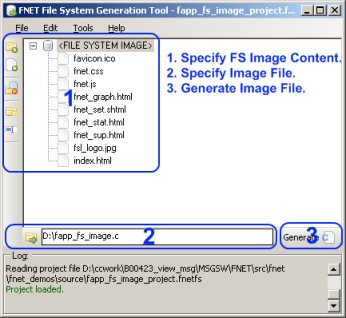 FNET File System Generation Tool - fapp_fs_image_project.f...
File Edit Tools Help
<FILE SYSTEM IMAGE>
favicon.ico
fnet.css
fnet.js
fnet_graph.html
fnet_set.shtml
fnet_stat.html
fnet_sup.html
fsl_logo.jpg
index.html
1
1. Specify FS Image Content.
2. Specify Image File.
3. Generate Image File.
D:\fapp_fs_image.c
2
Generate
3
Log:
Reading project file D:\ccwork\B00423_view_msg\MSGSW\FNET\src\fnet
\fnet_demos\source\fapp_fs_image_project.fnetfs
Project loaded.